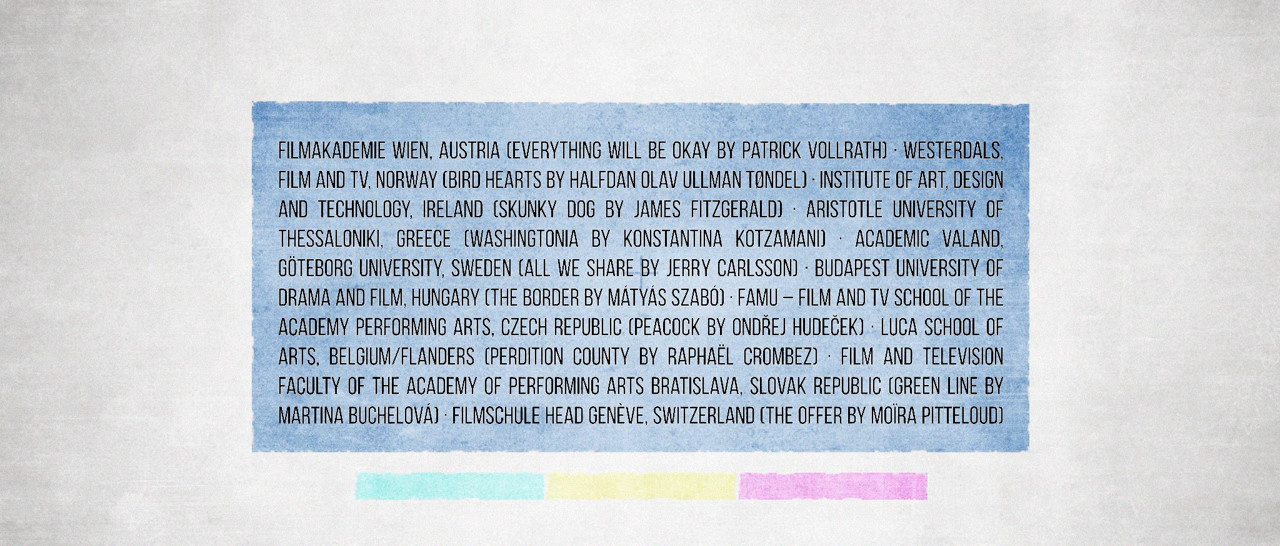 FILMAKADEMIE WIEN, AUSTRIA (EVERYTHING WILL BE OKAY BY PATRICK VOLLRATH) · WESTERDALS,
FILM AND TV, NORWAY (BIRD HEARTS BY HALFDAN OLAV ULLMAN TØNDEL) · INSTITUTE OF ART, DESIGN
AND TECHNOLOGY, IRELAND (SKUNKY DOG BY JAMES FITZGERALD) · ARISTOTLE UNIVERSITY OF
THESSALONIKI, GREECE (WASHINGTONIA BY KONSTANTINA KOTZAMANI) · ACADEMIC VALAND,
GÖTEBORG UNIVERSITY, SWEDEN (ALL WE SHARE BY JERRY CARLSSON) · BUDAPEST UNIVERSITY OF
DRAMA AND FILM, HUNGARY (THE BORDER BY MÁTYÁS SZABÓ) · FAMU – FILM AND TV SCHOOL OF THE
ACADEMY PERFORMING ARTS, CZECH REPUBLIC (PEACOCK BY ONDŘEJ HUDEČEK) · LUCA SCHOOL OF
ARTS, BELGIUM/FLANDERS (PERDITION COUNTY BY RAPHAËL CROMBEZ) · FILM AND TELEVISION
FACULTY OF THE ACADEMY OF PERFORMING ARTS BRATISLAVA, SLOVAK REPUBLIC (GREEN LINE BY
MARTINA BUCHELOVÁ) · FILMSCHULE HEAD GENÈVE, SWITZERLAND (THE OFFER BY MOÏRA PITTELOUD)